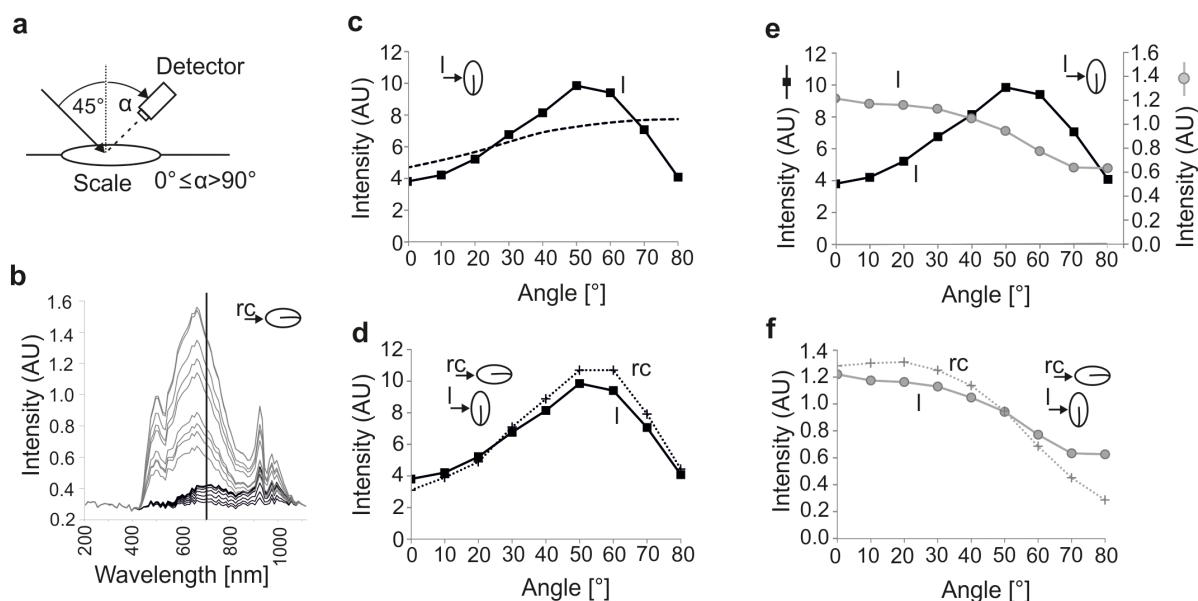 a
Detector
45°
α
Scale
0°≤α>90°
b
rc
Intensity (AU)
1.6
1.4
1.2
1.0
0.8
0.6
0.4
0.2
200
400
600
800
1000
Wavelength [nm]
c
l
l
Intensity (AU)
12
10
8
6
4
2
0
0 10 20 30 40 50 60 70 80
Angle [°]
d
rc
l
rc
l
Intensity (AU)
12
10
8
6
4
2
0
0 10 20 30 40 50 60 70 80
Angle [°]
e
l
l
l
Intensity (AU)
12
10
8
6
4
2
0
1.6
1.4
1.2
1.0
0.8
0.6
0.4
0.2
0.0
Intensity (AU)
0 10 20 30 40 50 60 70 80
Angle [°]
f
rc
l
rc
l
Intensity (AU)
1.4
1.2
1.0
0.8
0.6
0.4
0.2
0.0
0 10 20 30 40 50 60 70 80
Angle [°]